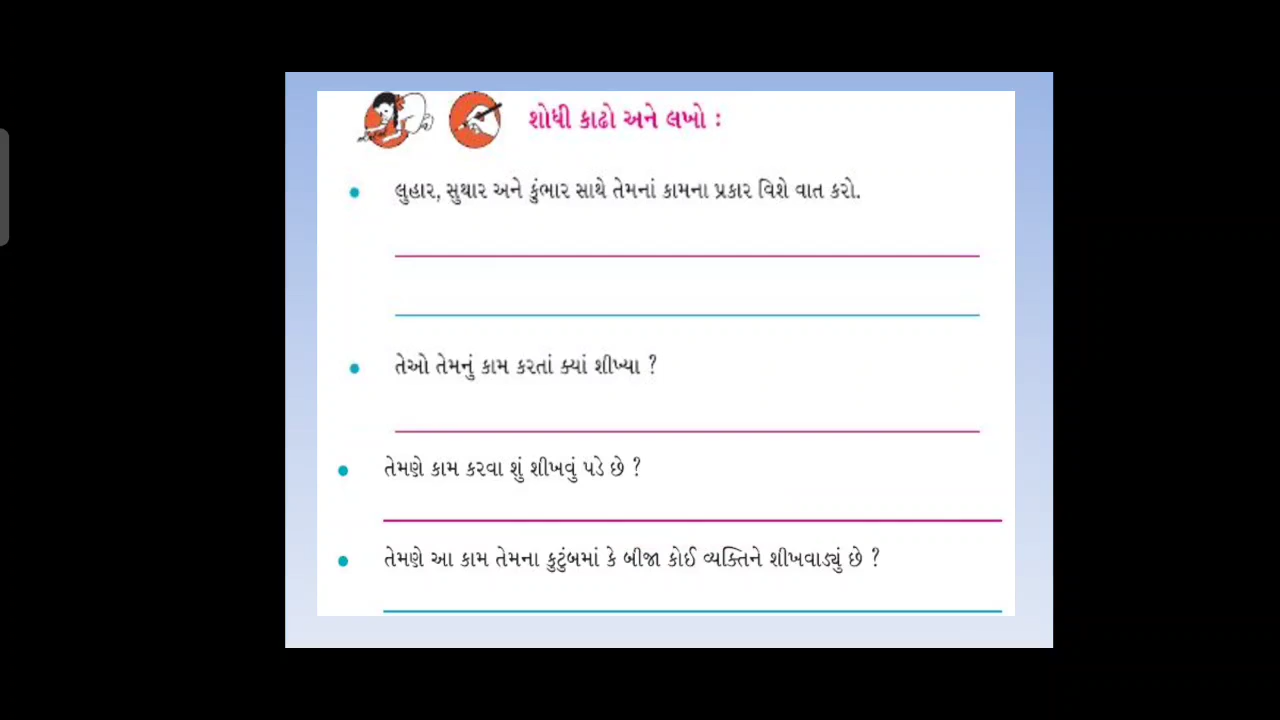 શોધી કાઢો અને લખો :
લુહાર, સુથાર અને કુંભાર સાથે તેમનાં કામના પ્રકાર વિશે વાત કરો.
તેઓ તેમનું કામ કરતાં ક્યાં શીખ્યા ?
તેમણે કામ કરવા શું શીખવું પડે છે ?
તેમણે આ કામ તેમના કુટુંબમાં કે બીજા કોઈ વ્યક્તિને શીખવાડ્યું છે ?